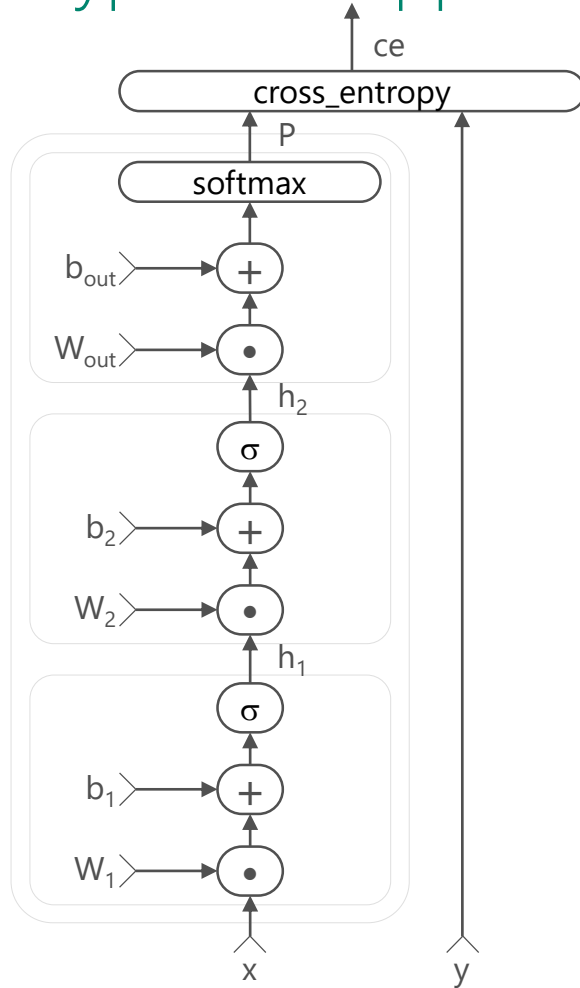 ce
cross_entropy
P
softmax
b_out
+
W_out
•
h_2
σ
b_2
+
W_2
•
h_1
σ
b_1
+
W_1
•
x y